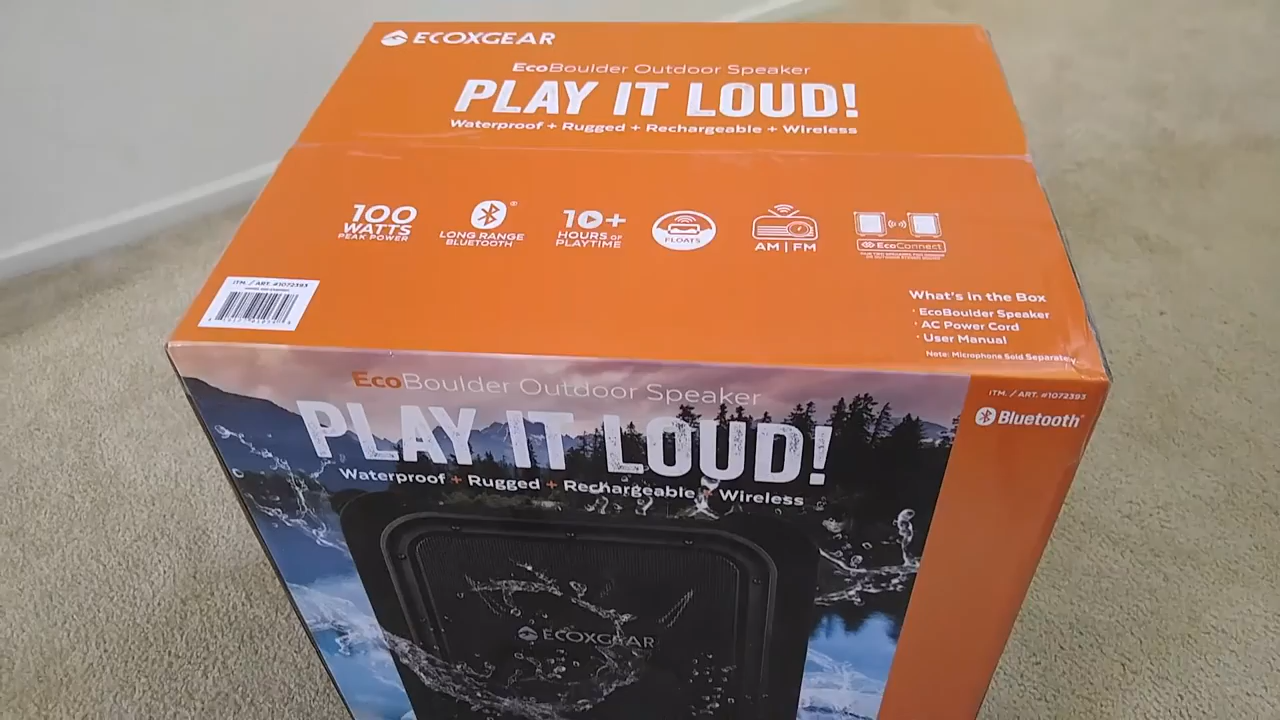 ECOXGEAR
EcoBoulder Outdoor Speaker
PLAY IT LOUD!
Waterproof + Rugged + Rechargeable + Wireless
100
WATTS
PEAK POWER
LONG RANGE
BLUETOOTH
10+
HOURS OF
PLAYTIME
FLOATS
AM | FM
EcoConnect
ITM. / ART. #1072393
What's in the Box
· EcoBoulder Speaker
· AC Power Cord
· User Manual
Note: Microphone Sold Separately.
EcoBoulder Outdoor Speaker
PLAY IT LOUD!
Waterproof + Rugged + Rechargeable + Wireless
ITM. / ART. #1072393
Bluetooth
ECOXGEAR